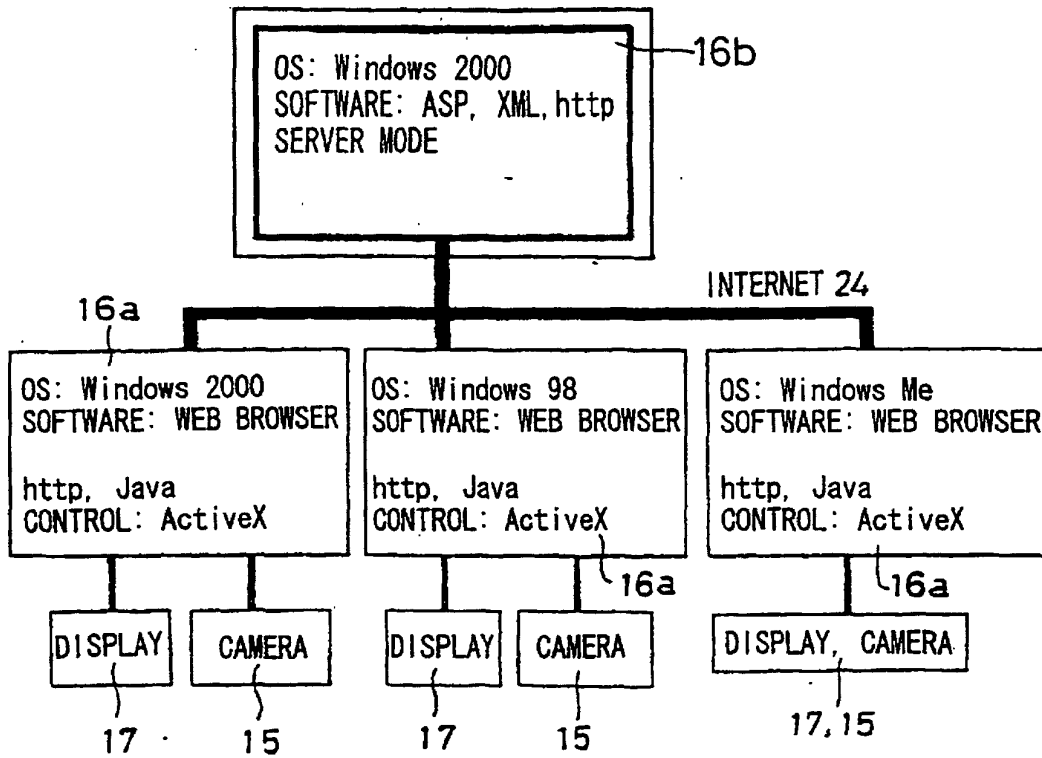 16b
OS: Windows 2000
SOFTWARE: ASP, XML, http
SERVER MODE
INTERNET 24
16a
OS: Windows 2000
SOFTWARE: WEB BROWSER
http, Java
CONTROL: ActiveX
OS: Windows 98
SOFTWARE: WEB BROWSER
http, Java
CONTROL: ActiveX
16a
OS: Windows Me
SOFTWARE: WEB BROWSER
http, Java
CONTROL: ActiveX
16a
DISPLAY
CAMERA
DISPLAY
CAMERA
DISPLAY, CAMERA
17
15
17
15
17, 15